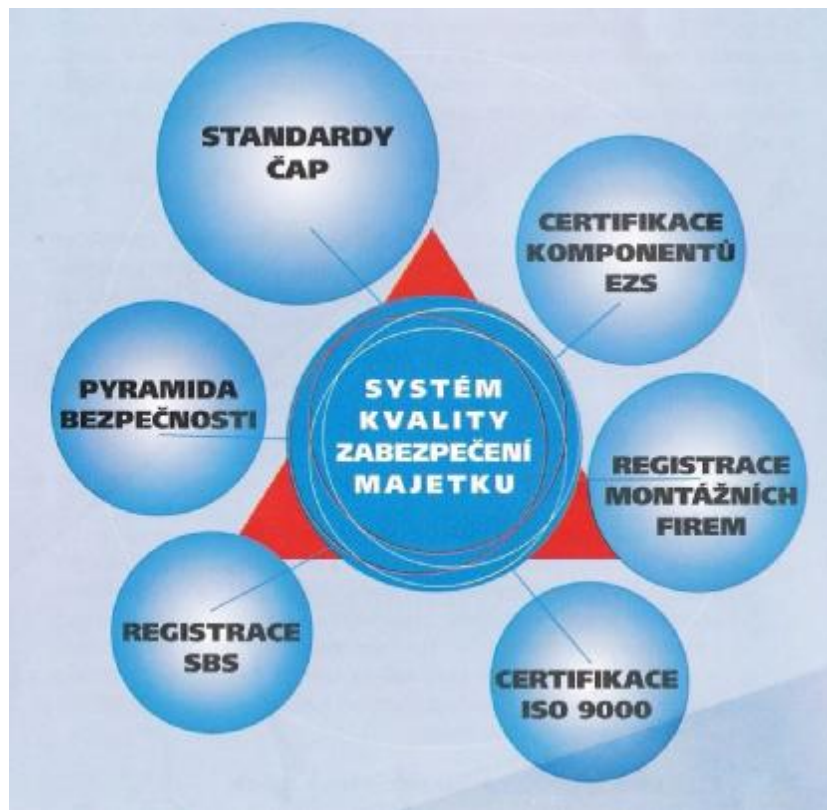 STANDARDY
ČAP
CERTIFIKACE
KOMPONENTŮ
EZS
PYRAMIDA
BEZPEČNOSTI
SYSTÉM
KVALITY
ZABEZPEČENÍ
MAJETKU
REGISTRACE
MONTÁŽNÍCH
FIREM
REGISTRACE
SBS
CERTIFIKACE
ISO 9000